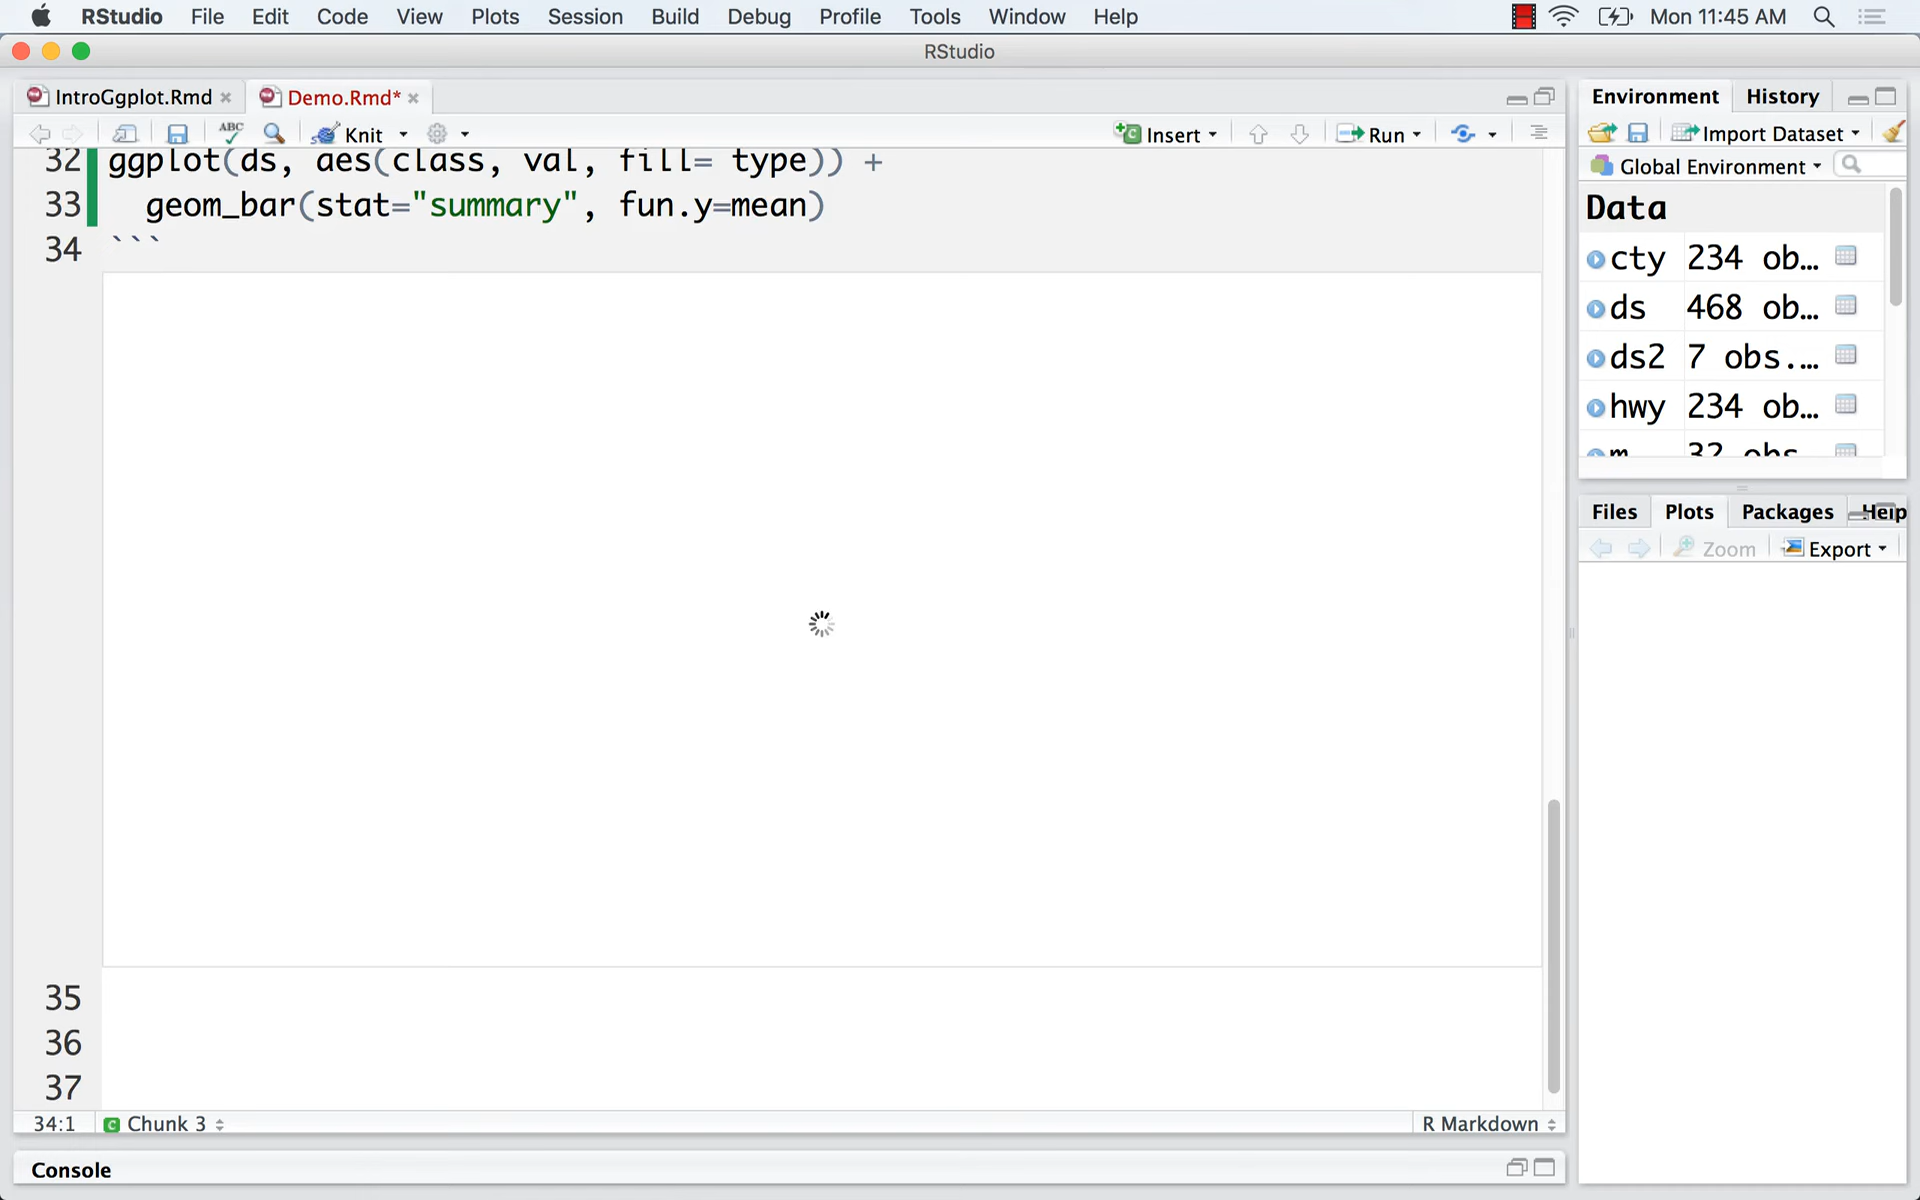 RStudio File Edit Code View Plots Session Build Debug Profile Tools Window Help Mon 11:45 AM
RStudio
IntroGgplot.Rmd Demo.Rmd*
ABC Knit Insert Run
32 ggplot(ds, aes(class, val, fill= type)) +
33 geom_bar(stat="summary", fun.y=mean)
34 ```
35
36
37
34:1 C Chunk 3 R Markdown
Console
Environment History
Import Dataset
Global Environment
Data
cty 234 ob…
ds 468 ob…
ds2 7 obs.…
hwy 234 ob…
m 32 obs
Files Plots Packages Help
Zoom Export